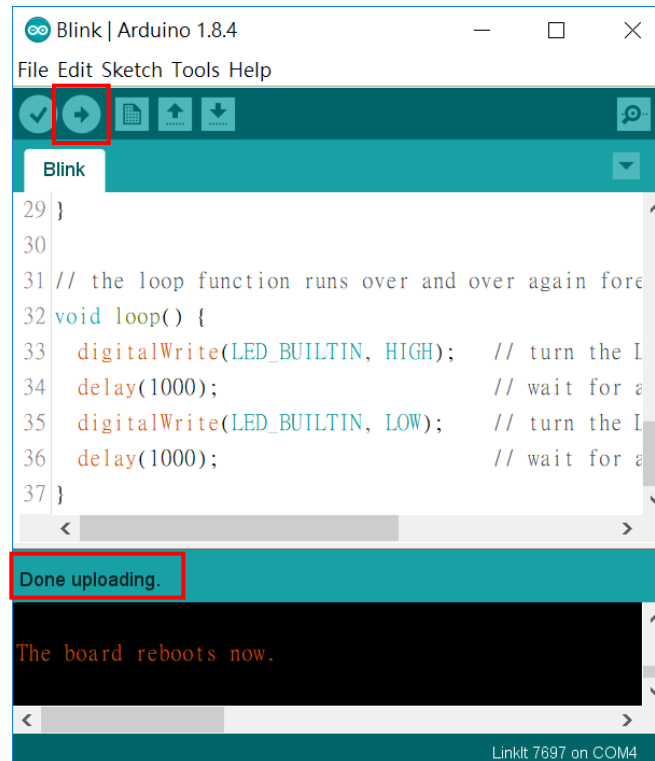 Blink | Arduino 1.8.4
File Edit Sketch Tools Help
Blink
29 }
30
31 // the loop function runs over and over again fore
32 void loop() {
33   digitalWrite(LED_BUILTIN, HIGH);   // turn the L
34   delay(1000);                       // wait for a
35   digitalWrite(LED_BUILTIN, LOW);    // turn the L
36   delay(1000);                       // wait for a
37 }
Done uploading.
The board reboots now.
LinkIt 7697 on COM4